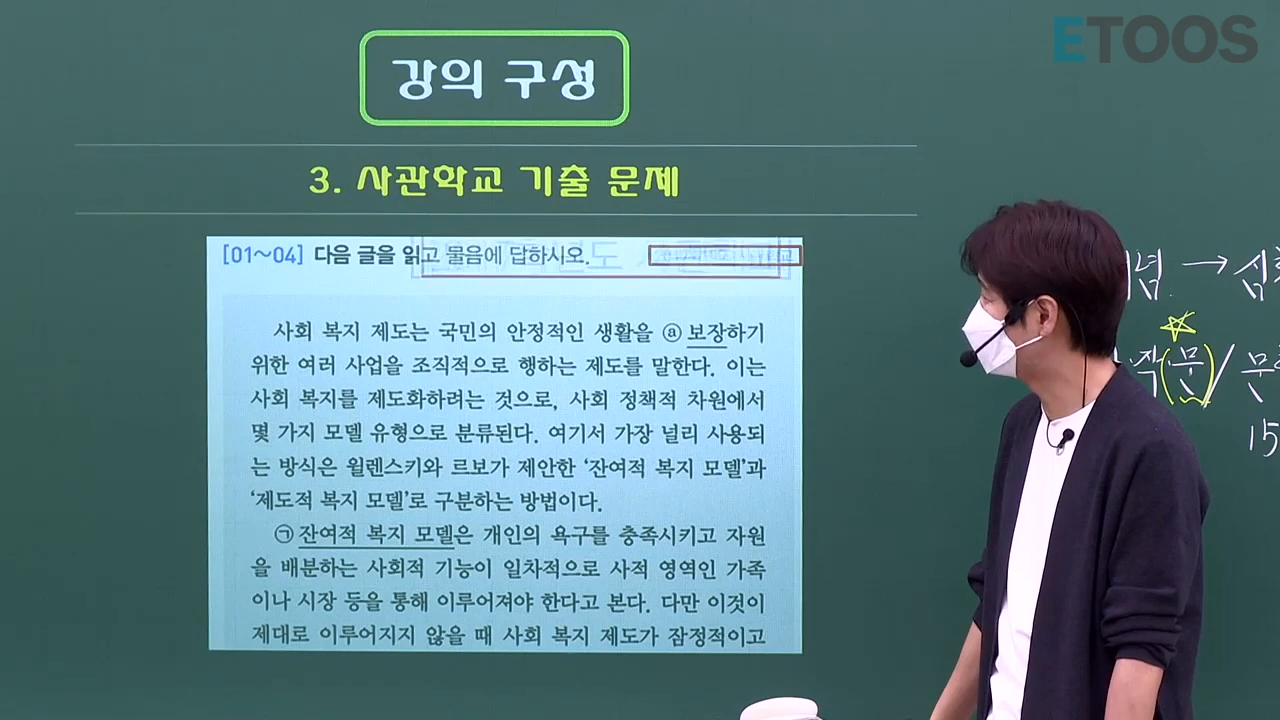 ETOOS
강의 구성
3. 사관학교 기출 문제
[01~04] 다음 글을 읽고 물음에 답하시오.
사회 복지 제도는 국민의 안정적인 생활을 ⓐ보장하기
위한 여러 사업을 조직적으로 행하는 제도를 말한다. 이는
사회 복지를 제도화하려는 것으로, 사회 정책적 차원에서
몇 가지 모델 유형으로 분류된다. 여기서 가장 널리 사용되
는 방식은 윌렌스키와 르보가 제안한 ‘잔여적 복지 모델’과
‘제도적 복지 모델’로 구분하는 방법이다.
㉠잔여적 복지 모델은 개인의 욕구를 충족시키고 자원
을 배분하는 사회적 기능이 일차적으로 사적 영역인 가족
이나 시장 등을 통해 이루어져야 한다고 본다. 다만 이것이
제대로 이루어지지 않을 때 사회 복지 제도가 잠정적이고
념 →
작(문)/
15